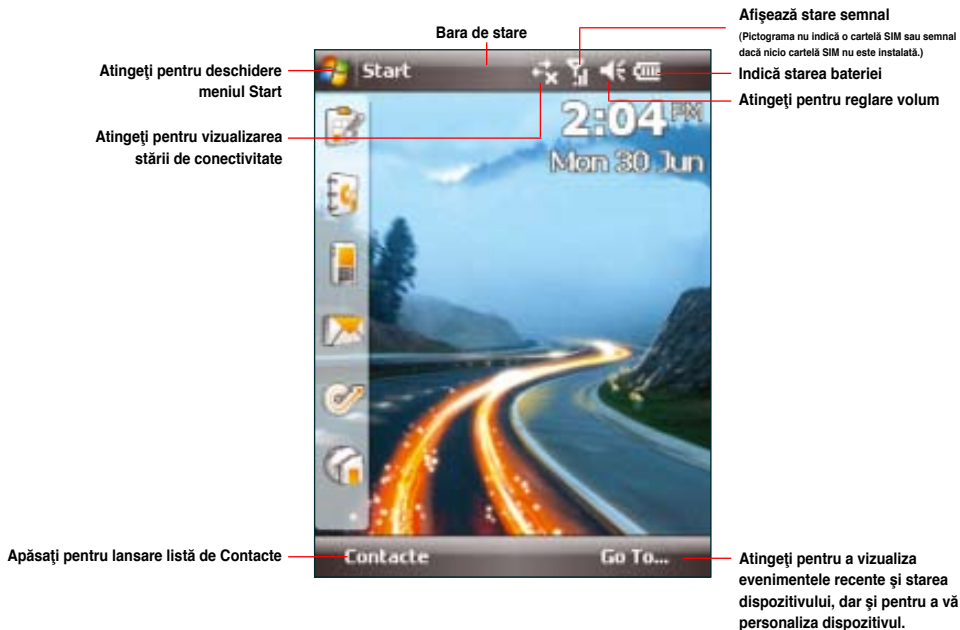 Bara de stare
Afişează stare semnal
(Pictograma nu indică o cartelă SIM sau semnal
dacă nicio cartelă SIM nu este instalată.)
Atingeţi pentru deschidere
meniul Start
Indică starea bateriei
Atingeţi pentru reglare volum
Atingeţi pentru vizualizarea
stării de conectivitate
Start
2:04 PM
Mon 30 Jun
Apăsaţi pentru lansare listă de Contacte
Contacte
Go To...
Atingeţi pentru a vizualiza
evenimentele recente şi starea
dispozitivului, dar şi pentru a vă
personaliza dispozitivul.